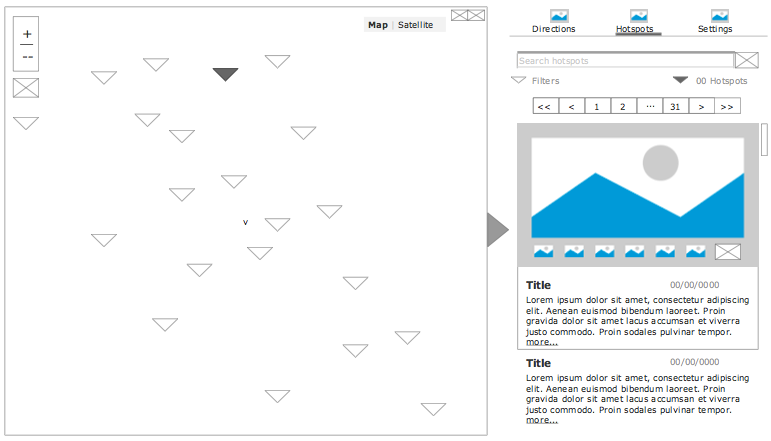 +
--
Map | Satellite
v
Directions Hotspots Settings
Search hotspots
Filters 00 Hotspots
<< < 1 2 ... 31 > >>
Title 00/00/0000
Lorem ipsum dolor sit amet, consectetur adipiscing
elit. Aenean euismod bibendum laoreet. Proin
gravida dolor sit amet lacus accumsan et viverra
justo commodo. Proin sodales pulvinar tempor.
more...
Title 00/00/0000
Lorem ipsum dolor sit amet, consectetur adipiscing
elit. Aenean euismod bibendum laoreet. Proin
gravida dolor sit amet lacus accumsan et viverra
justo commodo. Proin sodales pulvinar tempor.
more...